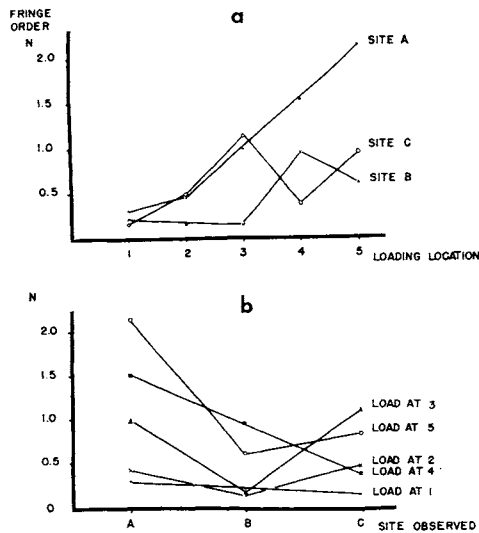 FRINGE
ORDER
N
a
2.0
1.5
1.0
0.5
SITE A
SITE C
SITE B
1 2 3 4 5 LOADING LOCATION
N
b
2.0
1.5
1.0
0.5
0
LOAD AT 3
LOAD AT 5
LOAD AT 2
LOAD AT 4
LOAD AT 1
A B C SITE OBSERVED